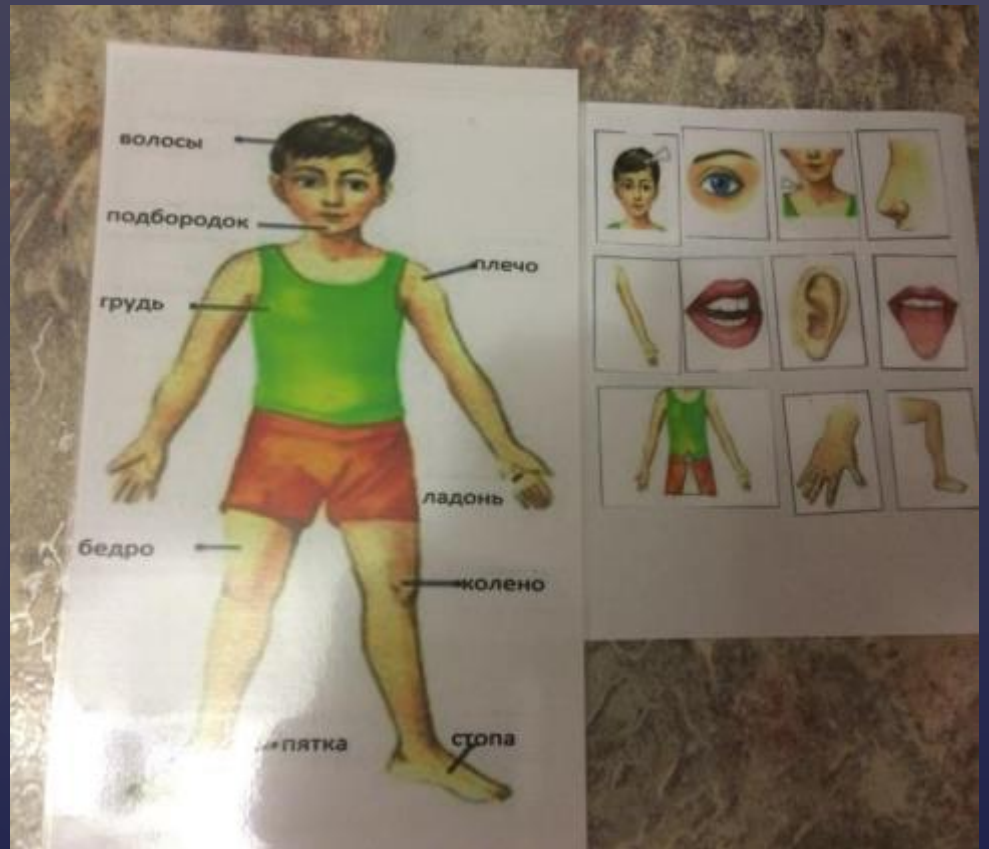 волосы
подбородок
плечо
грудь
ладонь
бедро
колено
пятка
стопа